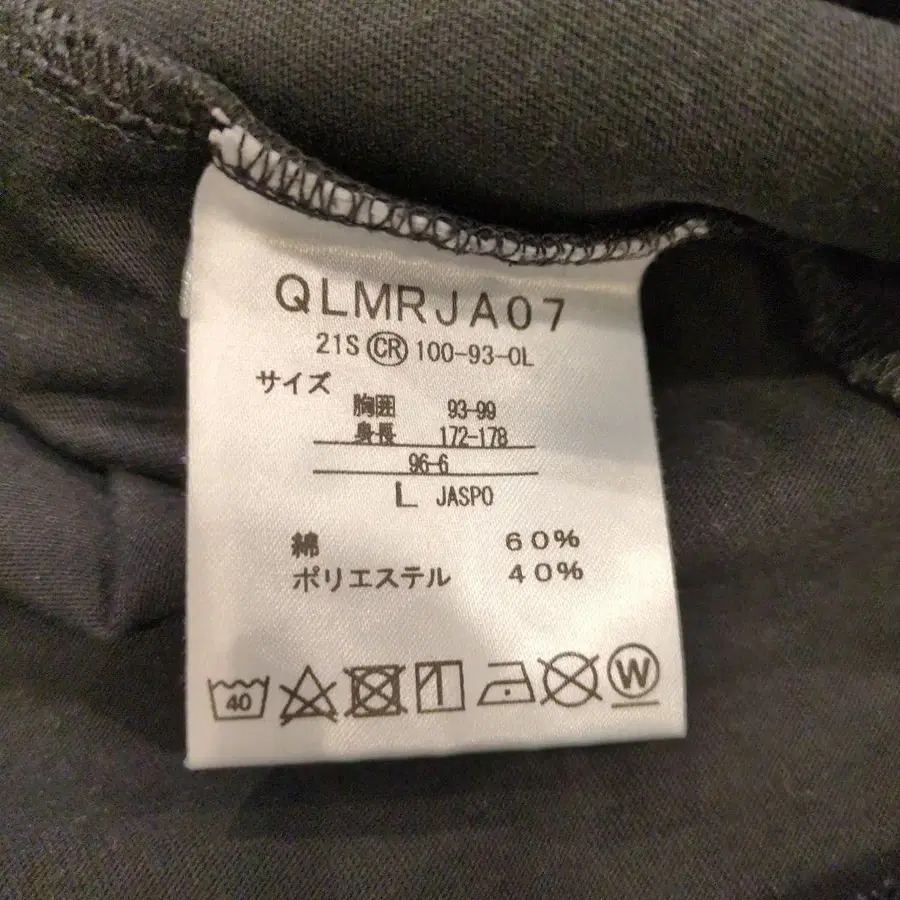 QLMRJA07
21S CR 100-93-0L
サイズ
胸囲 93-99
身長 172-178
96-6
L JASPO
綿 60%
ポリエステル 40%
40 W